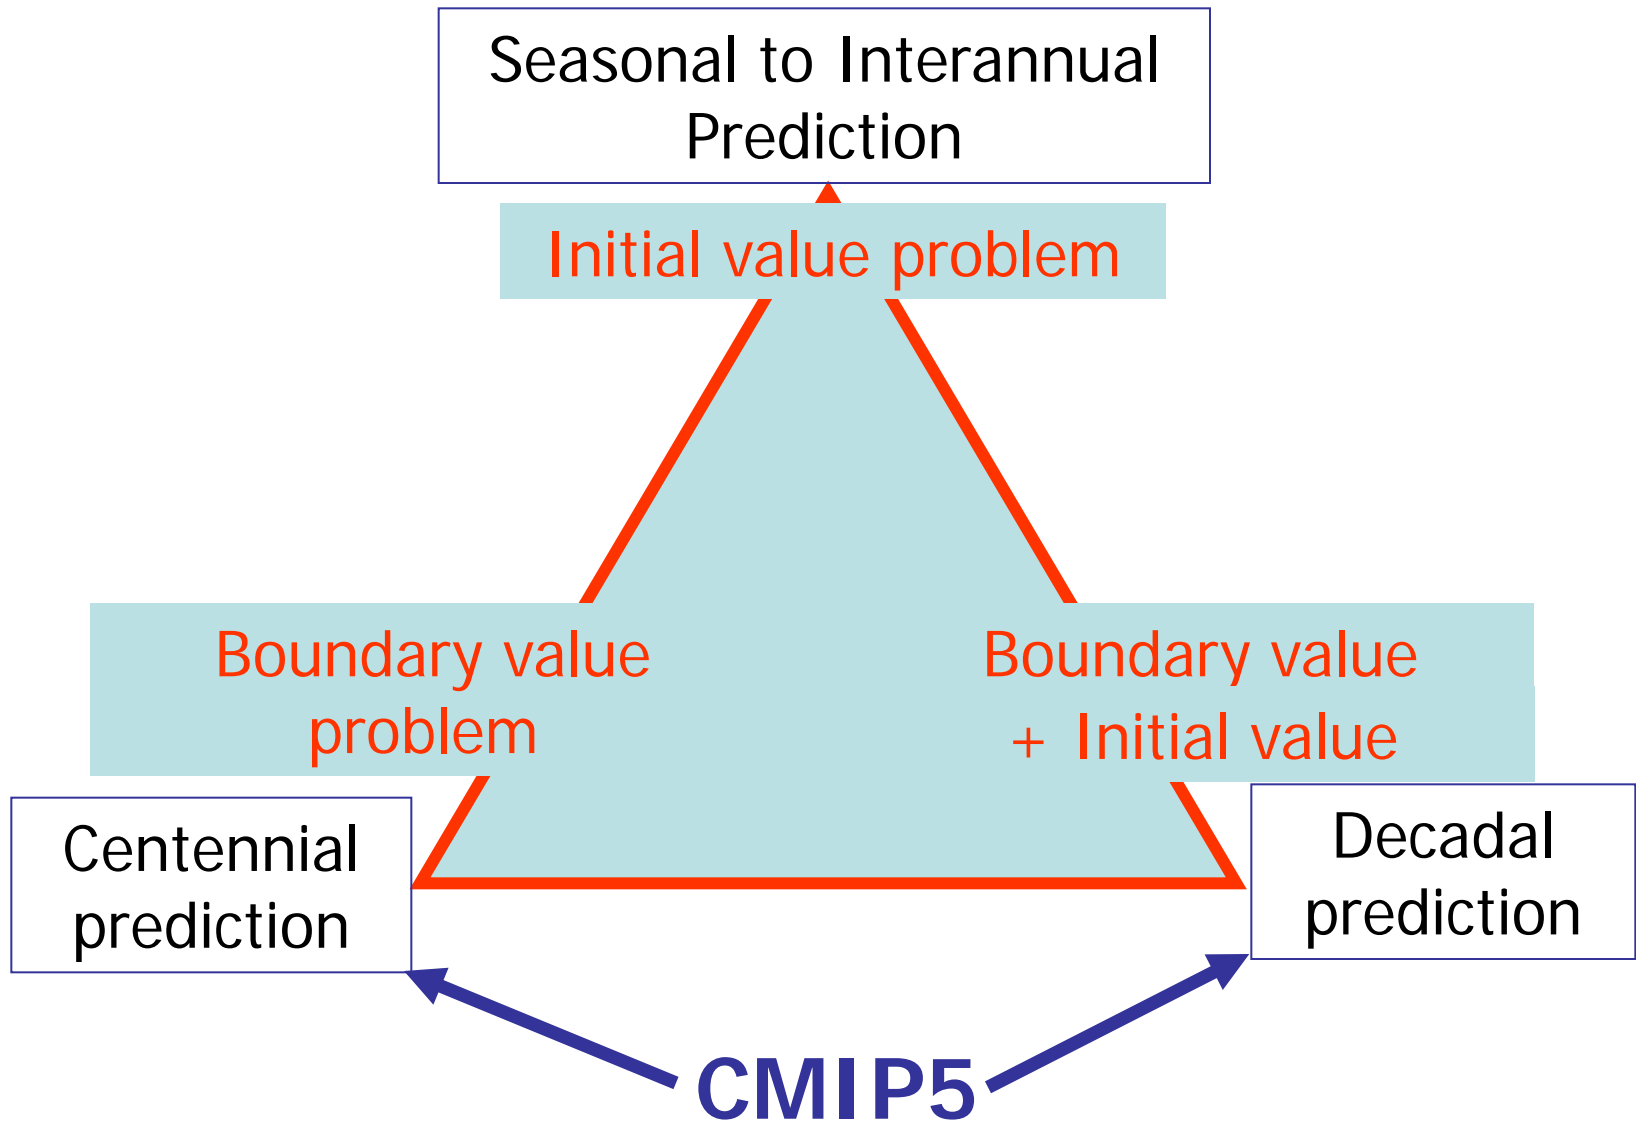 Seasonal to Interannual
Prediction
Initial value problem
Boundary value
problem
Boundary value
+ Initial value
Centennial
prediction
Decadal
prediction
CMIP5